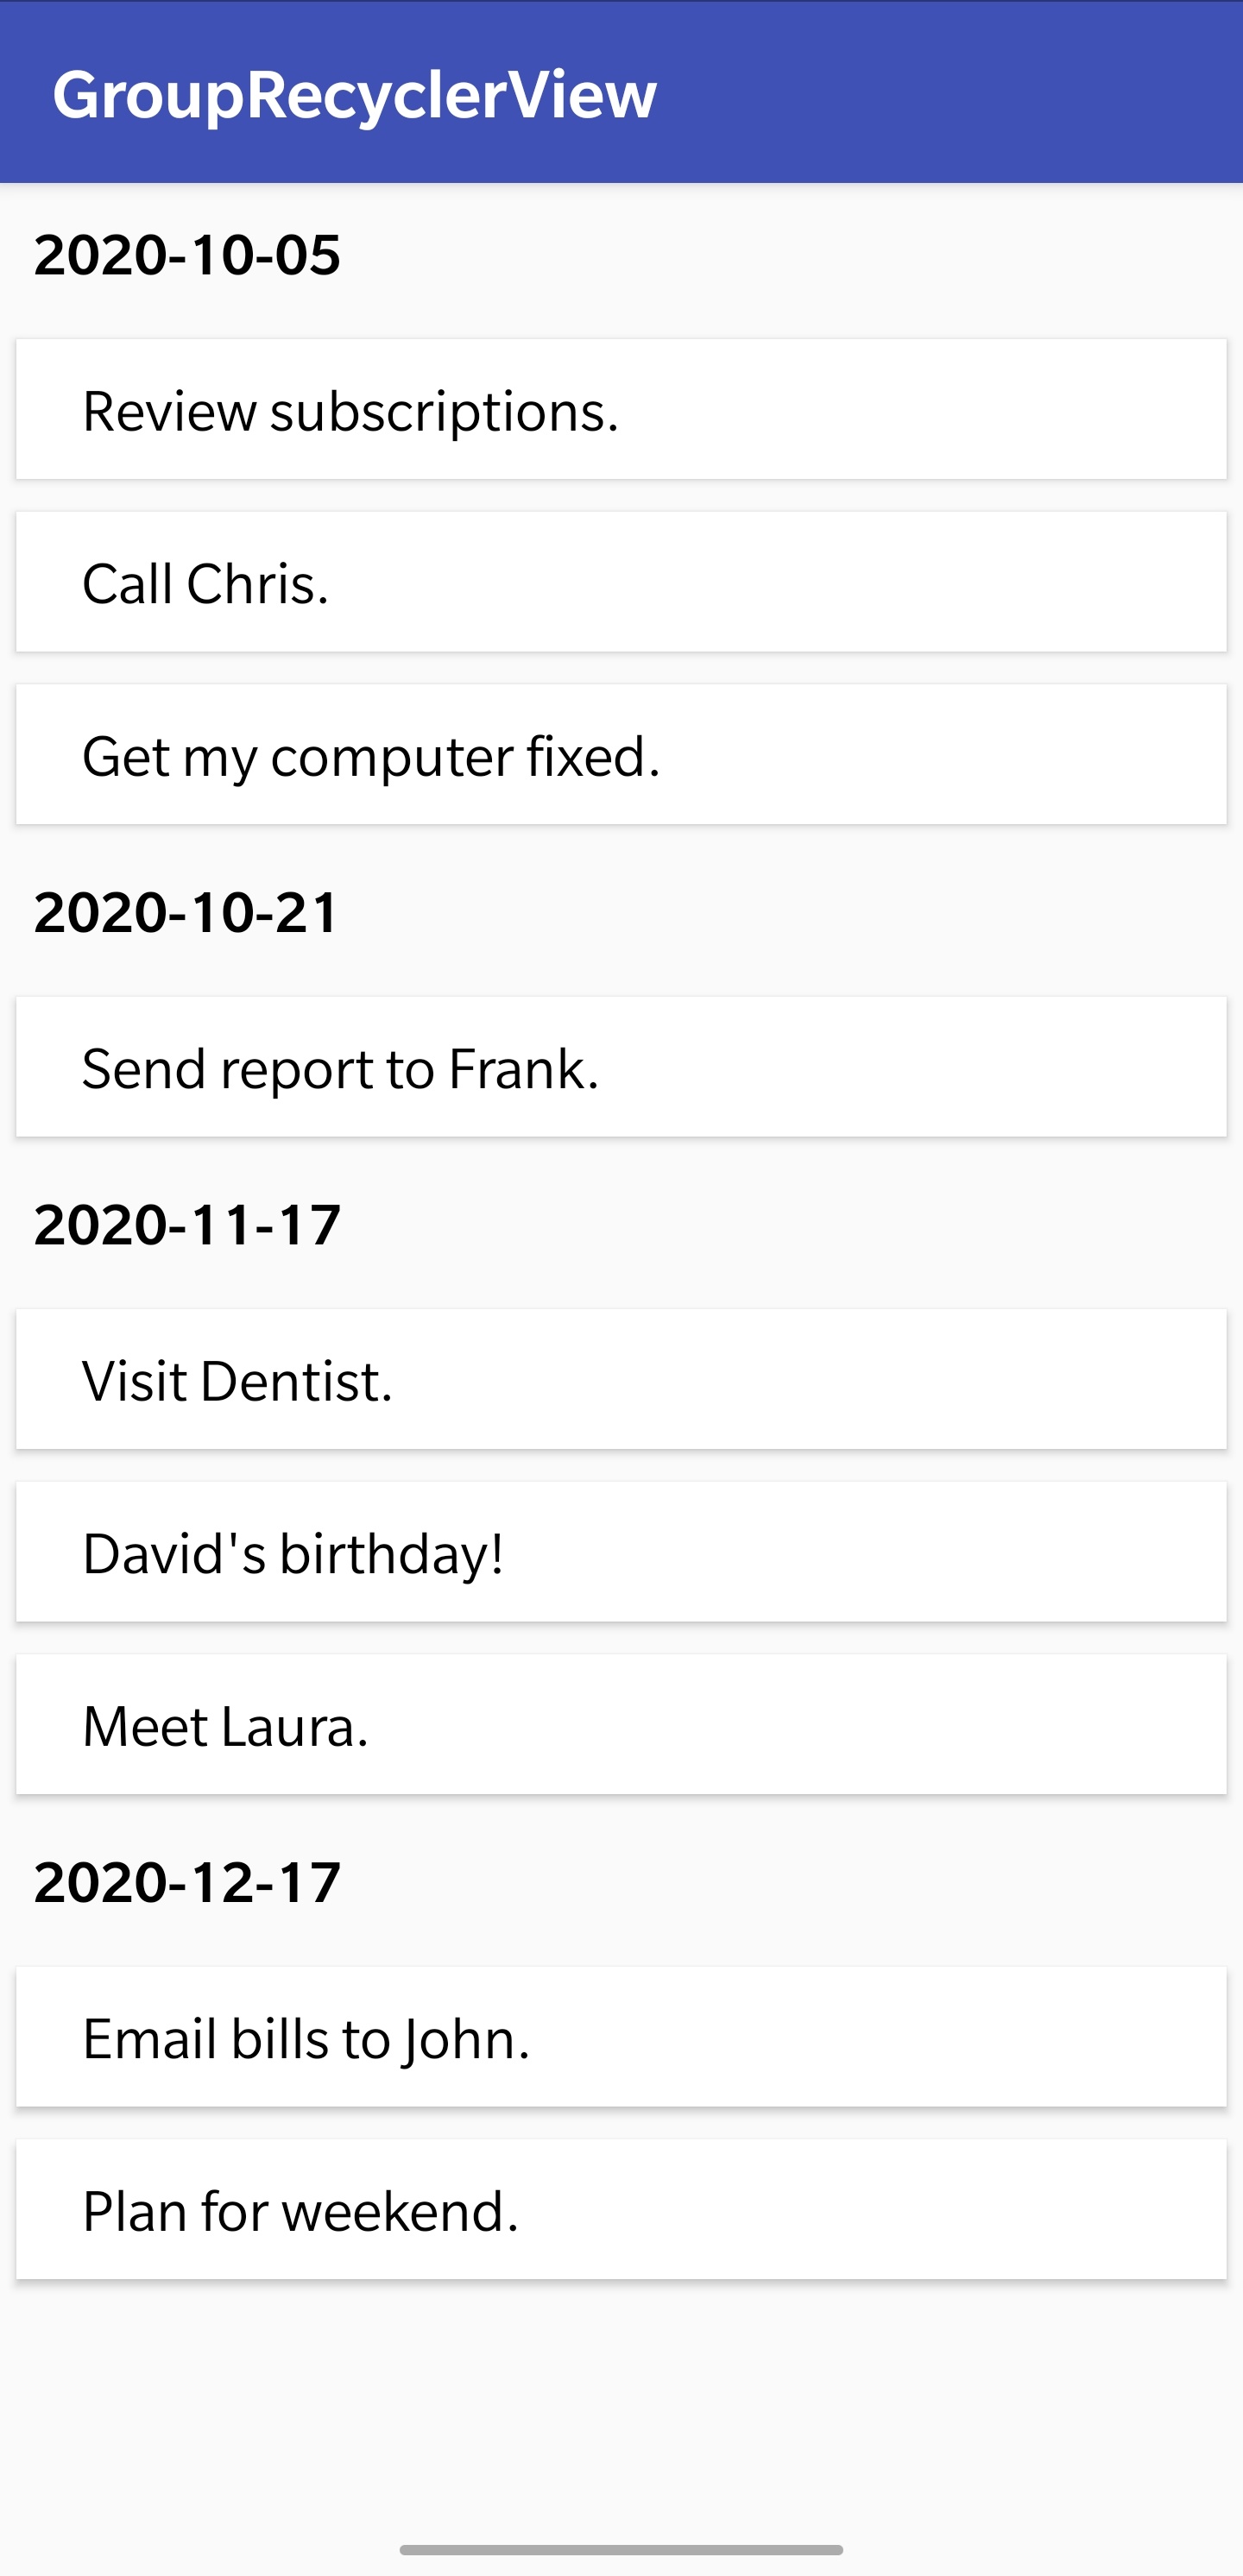 GroupRecyclerView
2020-10-05
Review subscriptions.
Call Chris.
Get my computer fixed.
2020-10-21
Send report to Frank.
2020-11-17
Visit Dentist.
David's birthday!
Meet Laura.
2020-12-17
Email bills to John.
Plan for weekend.